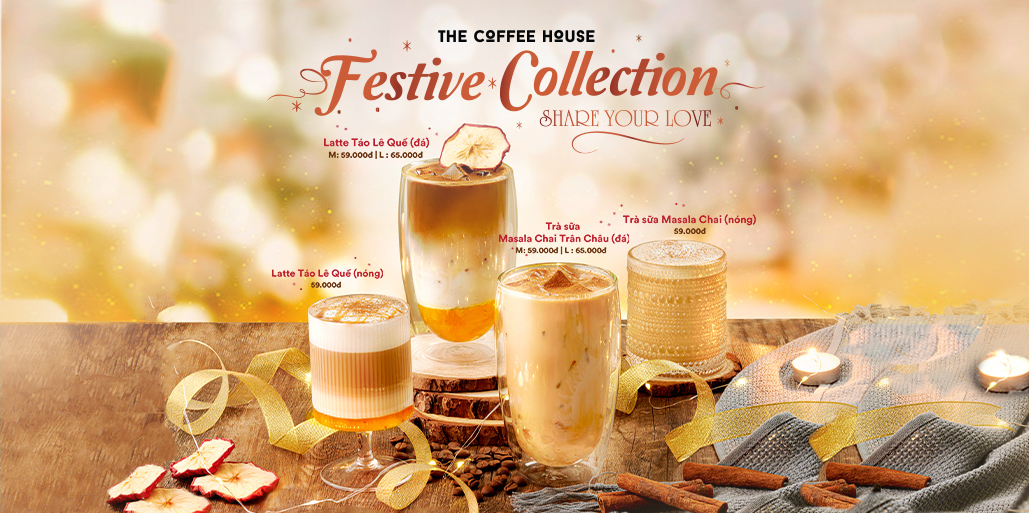 THE COFFEE HOUSE
Festive Collection
SHARE YOUR LOVE
Latte Táo Lê Quế (đá)
M: 59.000đ | L : 65.000đ
Trà sữa Masala Chai (nóng)
59.000đ
Trà sữa
Masala Chai Trân Châu (đá)
M: 59.000đ | L : 65.000đ
Latte Táo Lê Quế (nóng)
59.000đ